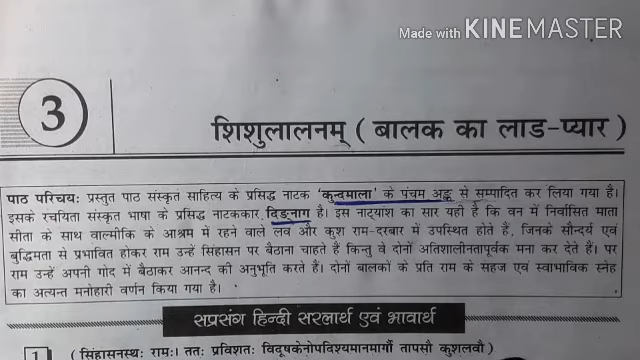 Made with KINEMASTER
3
शिशुलालनम् ( बालक का लाड-प्यार )
पाठ परिचयः प्रस्तुत पाठ संस्कृत साहित्य के प्रसिद्ध नाटक 'कुन्दमाला' के पंचम अङ्क से सम्पादित कर लिया गया है।
इसके रचयिता संस्कृत भाषा के प्रसिद्ध नाटककार दिङ्नाग है। इस नाट्यांश का सार यही है कि वन में निर्वासित माता
सीता के साथ वाल्मीकि के आश्रम में रहने वाले लव और कुश राम-दरबार में उपस्थित होते हैं, जिनके सौन्दर्य एवं
बुद्धिमता से प्रभावित होकर राम उन्हें सिंहासन पर बैठाना चाहते हैं किन्तु वे दोनों अतिशालीनतापूर्वक मना कर देते हैं। पर
राम उन्हें अपनी गोद में बैठाकर आनन्द की अनुभूति करते हैं। दोनों बालकों के प्रति राम के सहज एवं स्वाभाविक स्नेह
का अत्यन्त मनोहारी वर्णन किया गया है।
सप्रसंग हिन्दी सरलार्थ एवं भावार्थ
1 ( सिंहासनस्थः रामः। ततः प्रविशतः विदूषकेनोपदिश्यमानमार्गौ तापसौ कुशलवौ )